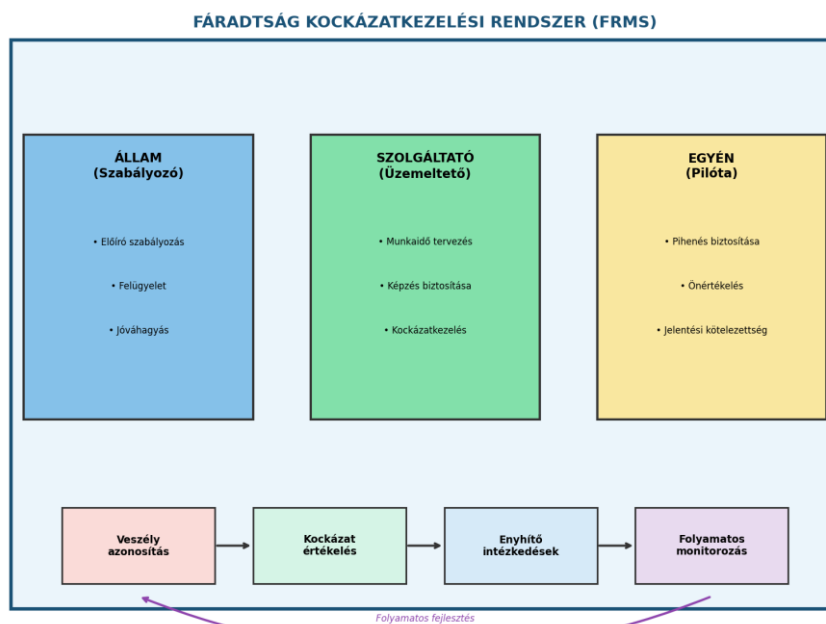 FÁRADTSÁG KOCKÁZATKEZELÉSI RENDSZER (FRMS)
ÁLLAM
(Szabályozó)
• Előíró szabályozás
• Felügyelet
• Jóváhagyás
SZOLGÁLTATÓ
(Üzemeltető)
• Munkaidő tervezés
• Képzés biztosítása
• Kockázatkezelés
EGYÉN
(Pilóta)
• Pihenés biztosítása
• Önértékelés
• Jelentési kötelezettség
Veszély
azonosítás
Kockázat
értékelés
Enyhítő
intézkedések
Folyamatos
monitorozás
Folyamatos fejlesztés